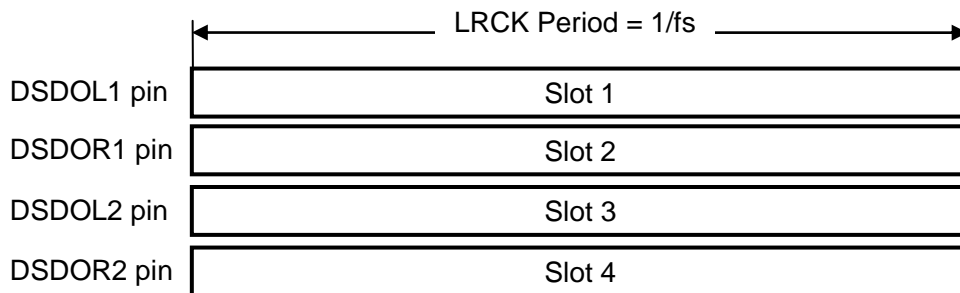 LRCK Period = 1/fs
DSDOL1 pin Slot 1
DSDOR1 pin Slot 2
DSDOL2 pin Slot 3
DSDOR2 pin Slot 4